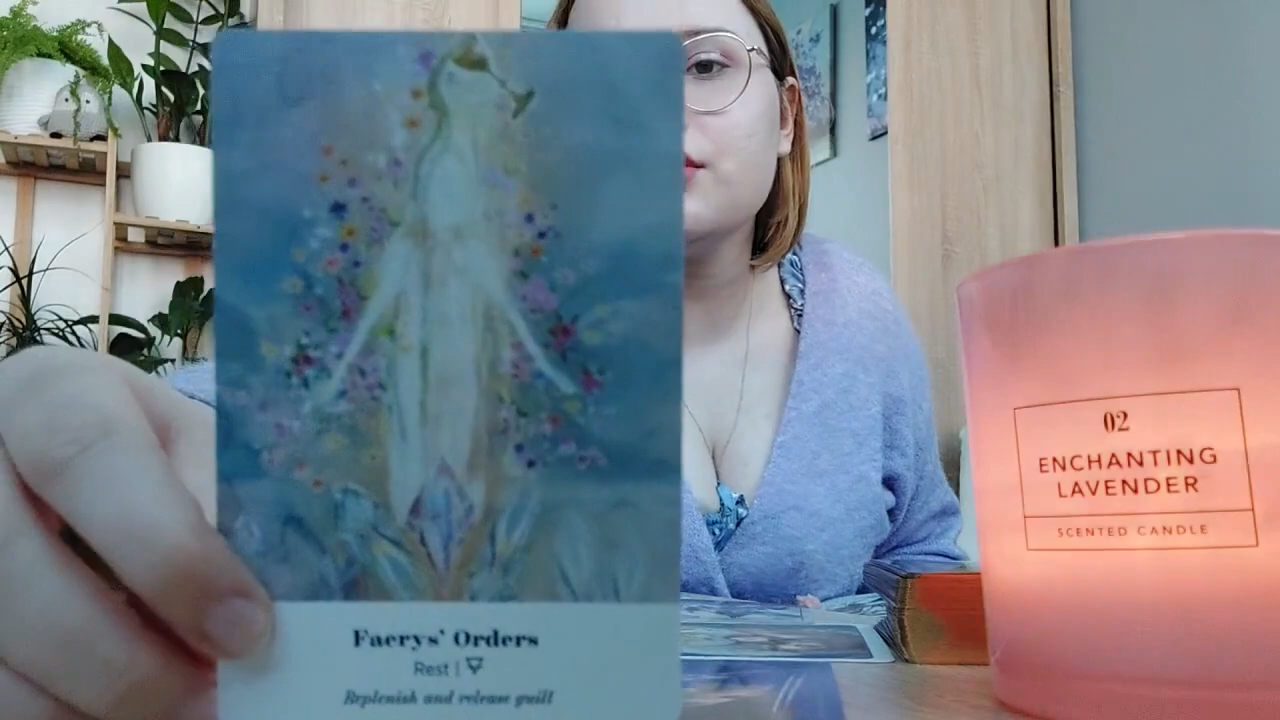 Faerys' Orders
Rest |
Replenish and release guilt
02
ENCHANTING
LAVENDER
SCENTED CANDLE